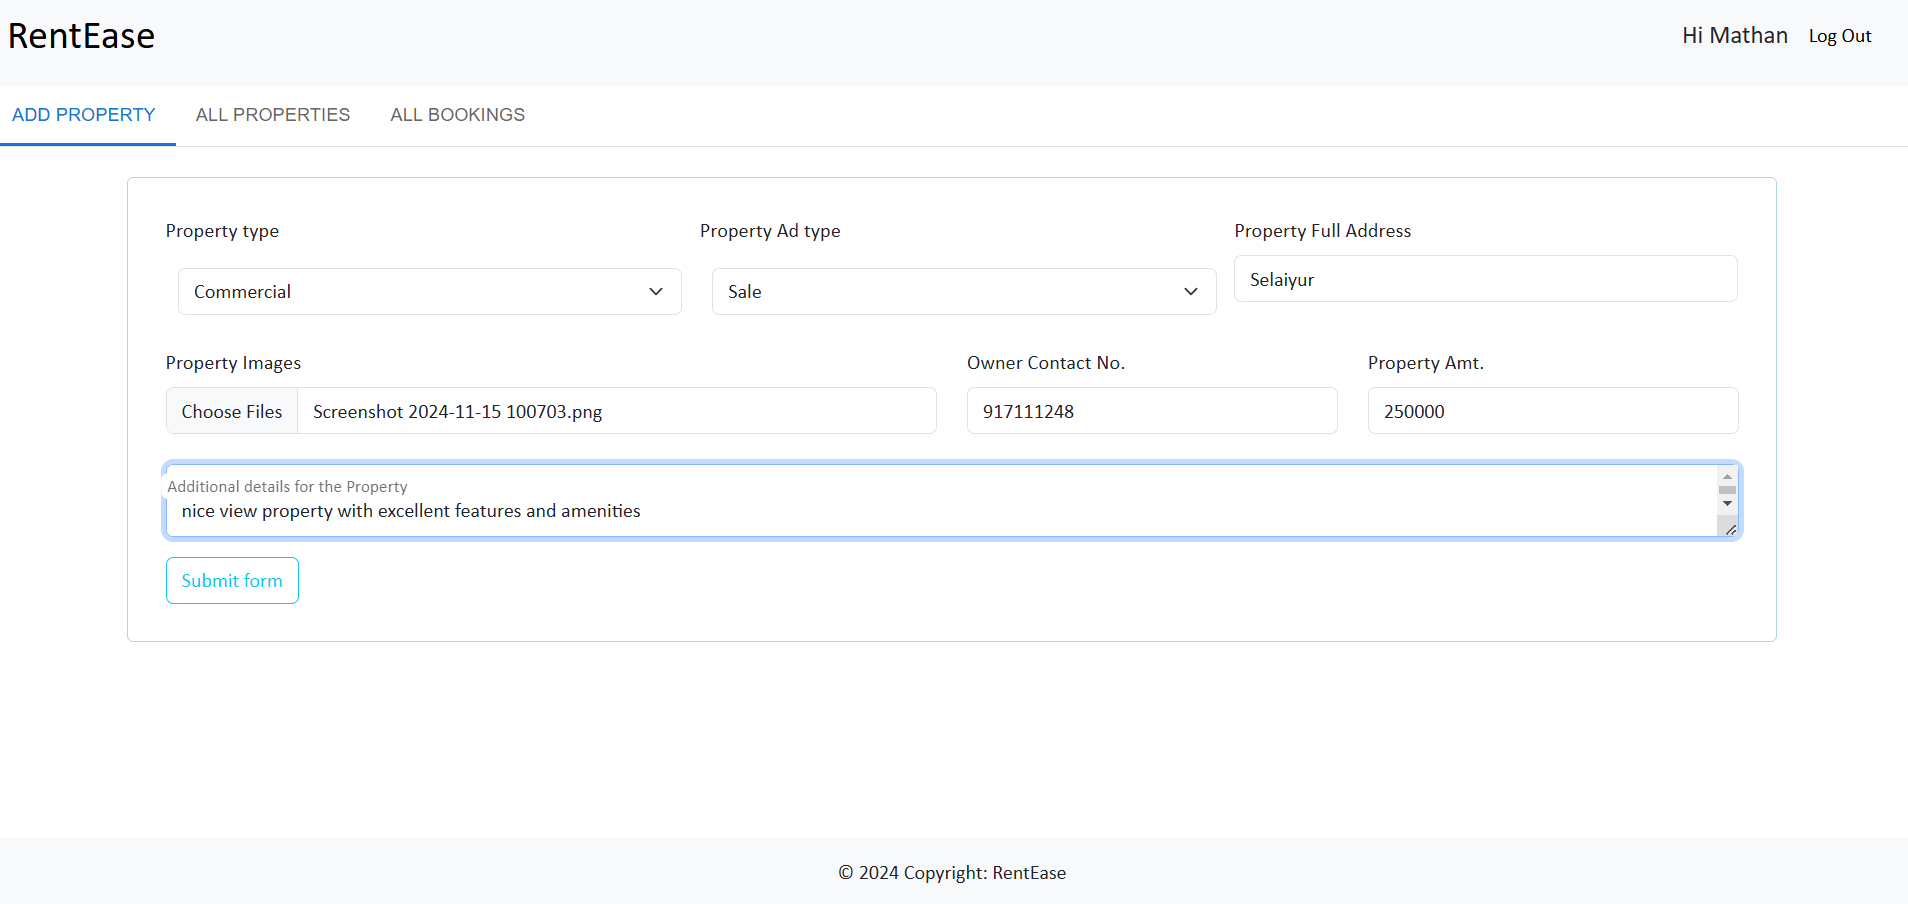 RentEase
Hi Mathan Log Out
ADD PROPERTY ALL PROPERTIES ALL BOOKINGS
Property type Property Ad type Property Full Address
Commercial Sale Selaiyur
Property Images Owner Contact No. Property Amt.
Choose Files Screenshot 2024-11-15 100703.png 917111248 250000
Additional details for the Property
nice view property with excellent features and amenities
Submit form
© 2024 Copyright: RentEase